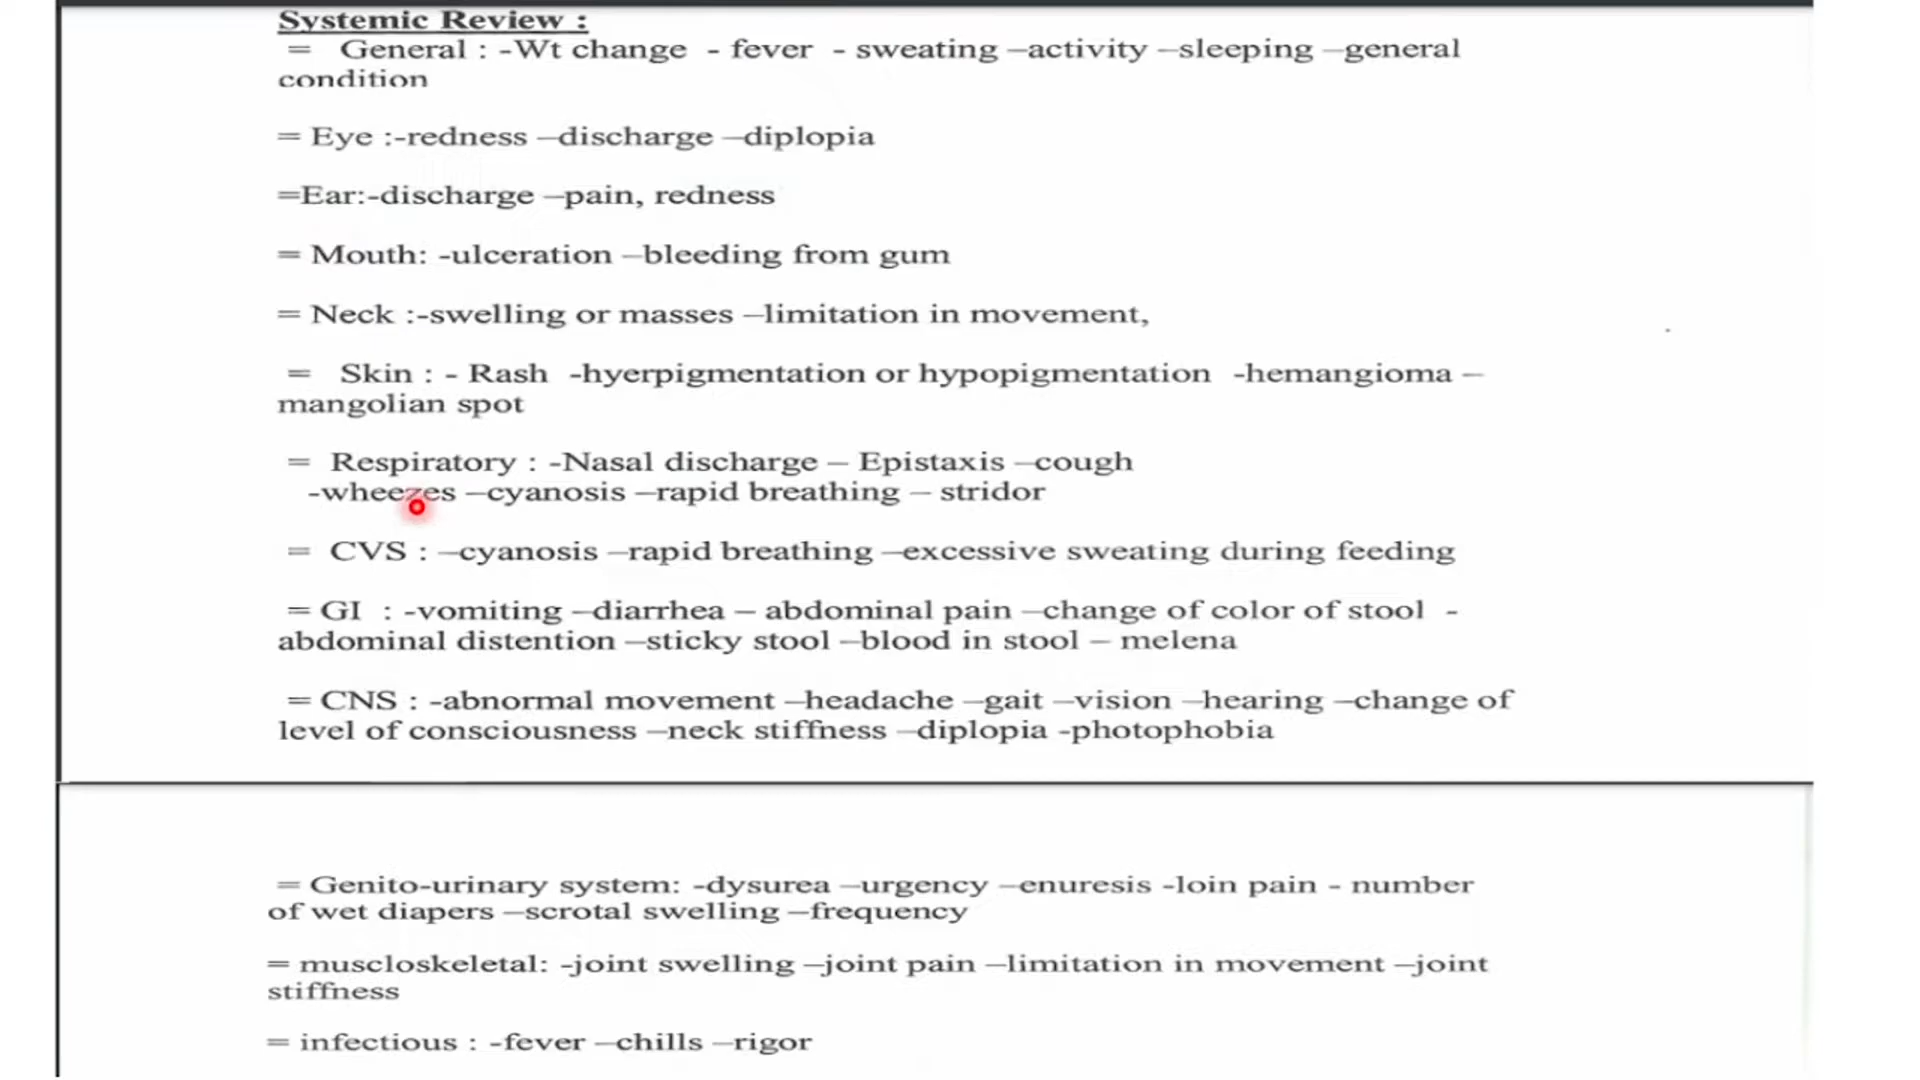 Systemic Review :
=   General : -Wt change  - fever  - sweating –activity –sleeping –general
condition
= Eye :-redness –discharge –diplopia
=Ear:-discharge –pain, redness
= Mouth: -ulceration –bleeding from gum
= Neck :-swelling or masses –limitation in movement,
=   Skin : - Rash  -hyerpigmentation or hypopigmentation  -hemangioma –
mangolian spot
=  Respiratory : -Nasal discharge – Epistaxis –cough
-wheezes –cyanosis –rapid breathing – stridor
=  CVS : –cyanosis –rapid breathing –excessive sweating during feeding
= GI  : -vomiting –diarrhea – abdominal pain –change of color of stool  -
abdominal distention –sticky stool –blood in stool – melena
= CNS : -abnormal movement –headache –gait –vision –hearing –change of
level of consciousness –neck stiffness –diplopia -photophobia
= Genito-urinary system: -dysurea –urgency –enuresis -loin pain - number
of wet diapers –scrotal swelling –frequency
= muscloskeletal: -joint swelling –joint pain –limitation in movement –joint
stiffness
= infectious : -fever –chills –rigor